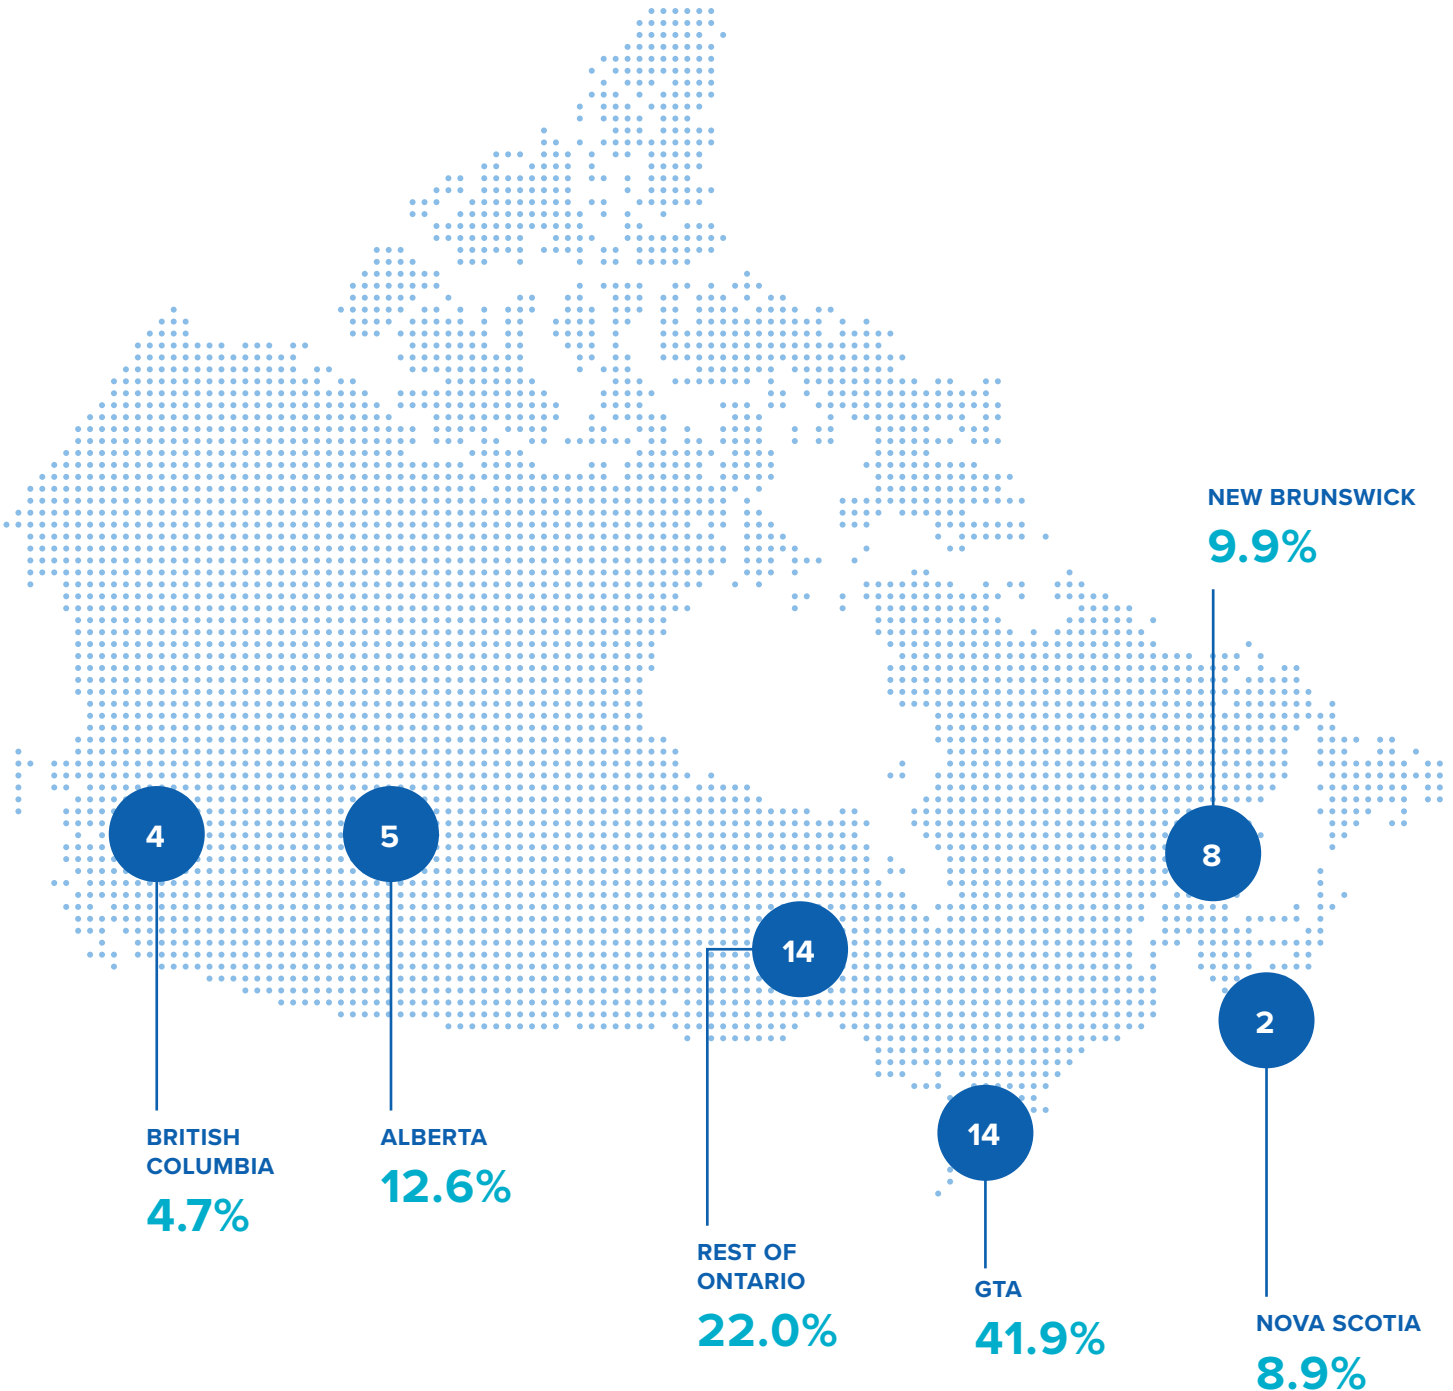 NEW BRUNSWICK
9.9%
4
5
8
14
2
14
BRITISH
COLUMBIA
4.7%
ALBERTA
12.6%
REST OF
ONTARIO
22.0%
GTA
41.9%
NOVA SCOTIA
8.9%